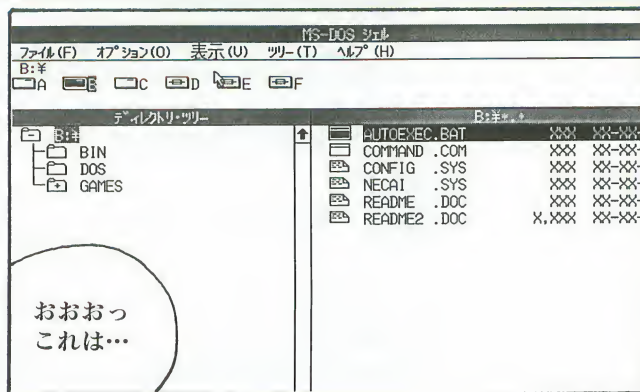 MS-DOS シェル
ファイル(F) オプション(O) 表示(U) ツリー(T) ヘルプ(H)
B:¥
A B C D E F
ディレクトリ・ツリー
B:¥
BIN
DOS
GAMES
B:¥*.*
AUTOEXEC.BAT XXX XX-XX-
COMMAND .COM XXX XX-XX-
CONFIG .SYS XXX XX-XX-
NECAI .SYS XXX XX-XX-
README .DOC XXX XX-XX-
README2 .DOC X,XXX XX-XX-
おおおっ
これは…